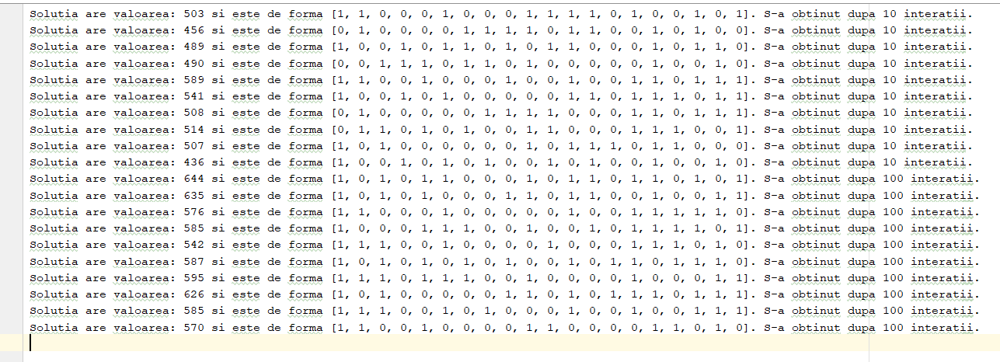 Solutia are valoarea: 503 si este de forma [1, 1, 0, 0, 0, 1, 0, 0, 0, 1, 1, 1, 1, 0, 1, 0, 0, 1, 0, 1]. S-a obtinut dupa 10 interatii.
Solutia are valoarea: 456 si este de forma [0, 1, 0, 0, 0, 0, 1, 1, 1, 1, 0, 1, 1, 0, 0, 1, 0, 1, 0, 0]. S-a obtinut dupa 10 interatii.
Solutia are valoarea: 489 si este de forma [1, 0, 0, 1, 0, 1, 1, 0, 1, 0, 1, 1, 0, 0, 0, 1, 0, 1, 1, 0]. S-a obtinut dupa 10 interatii.
Solutia are valoarea: 490 si este de forma [0, 0, 1, 1, 1, 0, 1, 1, 0, 1, 0, 0, 0, 0, 0, 1, 0, 0, 1, 0]. S-a obtinut dupa 10 interatii.
Solutia are valoarea: 589 si este de forma [1, 1, 0, 0, 1, 0, 0, 0, 1, 0, 0, 1, 0, 0, 1, 1, 0, 1, 1, 1]. S-a obtinut dupa 10 interatii.
Solutia are valoarea: 541 si este de forma [1, 0, 0, 1, 0, 1, 0, 0, 0, 0, 0, 1, 1, 0, 1, 1, 1, 0, 1, 1]. S-a obtinut dupa 10 interatii.
Solutia are valoarea: 508 si este de forma [0, 1, 0, 0, 0, 0, 0, 1, 1, 1, 1, 0, 0, 0, 1, 1, 0, 1, 1, 1]. S-a obtinut dupa 10 interatii.
Solutia are valoarea: 514 si este de forma [0, 1, 1, 0, 1, 0, 1, 0, 0, 1, 1, 0, 0, 0, 1, 1, 1, 0, 0, 1]. S-a obtinut dupa 10 interatii.
Solutia are valoarea: 507 si este de forma [1, 0, 1, 0, 0, 0, 0, 0, 0, 1, 0, 1, 1, 1, 0, 1, 1, 0, 0, 0]. S-a obtinut dupa 10 interatii.
Solutia are valoarea: 436 si este de forma [1, 0, 0, 1, 0, 1, 0, 1, 0, 0, 1, 0, 1, 0, 0, 1, 0, 0, 1, 0]. S-a obtinut dupa 10 interatii.
Solutia are valoarea: 644 si este de forma [1, 0, 1, 0, 1, 1, 0, 0, 0, 1, 0, 1, 1, 0, 1, 1, 0, 1, 0, 1]. S-a obtinut dupa 100 interatii.
Solutia are valoarea: 635 si este de forma [1, 0, 1, 0, 1, 0, 0, 0, 1, 1, 0, 1, 0, 1, 0, 0, 1, 0, 1, 1]. S-a obtinut dupa 100 interatii.
Solutia are valoarea: 576 si este de forma [1, 1, 0, 0, 0, 1, 0, 0, 0, 0, 0, 1, 0, 0, 1, 1, 1, 1, 1, 0]. S-a obtinut dupa 100 interatii.
Solutia are valoarea: 585 si este de forma [1, 0, 0, 0, 1, 1, 1, 0, 0, 1, 0, 0, 1, 0, 1, 1, 1, 1, 0, 1]. S-a obtinut dupa 100 interatii.
Solutia are valoarea: 542 si este de forma [1, 1, 1, 0, 0, 1, 0, 0, 0, 0, 1, 0, 0, 0, 1, 1, 1, 0, 1, 0]. S-a obtinut dupa 100 interatii.
Solutia are valoarea: 587 si este de forma [1, 0, 1, 0, 1, 0, 1, 0, 1, 0, 0, 1, 0, 1, 1, 0, 1, 1, 1, 0]. S-a obtinut dupa 100 interatii.
Solutia are valoarea: 595 si este de forma [1, 1, 1, 0, 1, 1, 1, 0, 0, 1, 0, 0, 0, 0, 1, 0, 0, 0, 1, 1]. S-a obtinut dupa 100 interatii.
Solutia are valoarea: 626 si este de forma [1, 0, 1, 0, 0, 0, 0, 0, 1, 1, 0, 1, 0, 1, 1, 1, 0, 1, 1, 1]. S-a obtinut dupa 100 interatii.
Solutia are valoarea: 585 si este de forma [1, 1, 1, 0, 0, 1, 0, 1, 0, 0, 0, 1, 0, 0, 1, 0, 0, 1, 1, 1]. S-a obtinut dupa 100 interatii.
Solutia are valoarea: 570 si este de forma [1, 1, 0, 0, 1, 0, 0, 0, 0, 1, 1, 0, 0, 0, 0, 1, 1, 0, 1, 0]. S-a obtinut dupa 100 interatii.